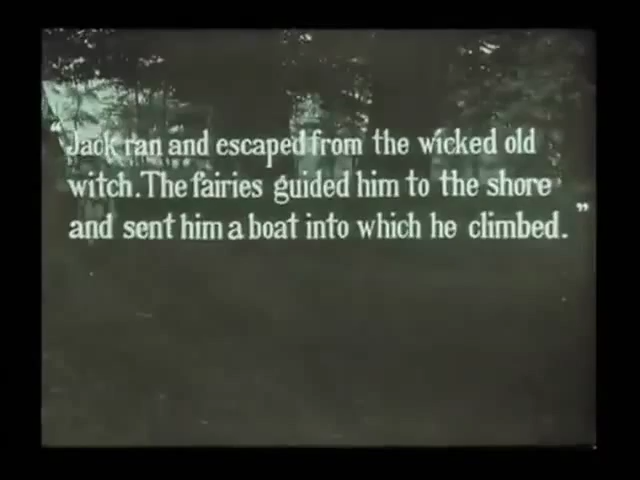 "Jack ran and escaped from the wicked old
witch. The fairies guided him to the shore
and sent him a boat into which he climbed."